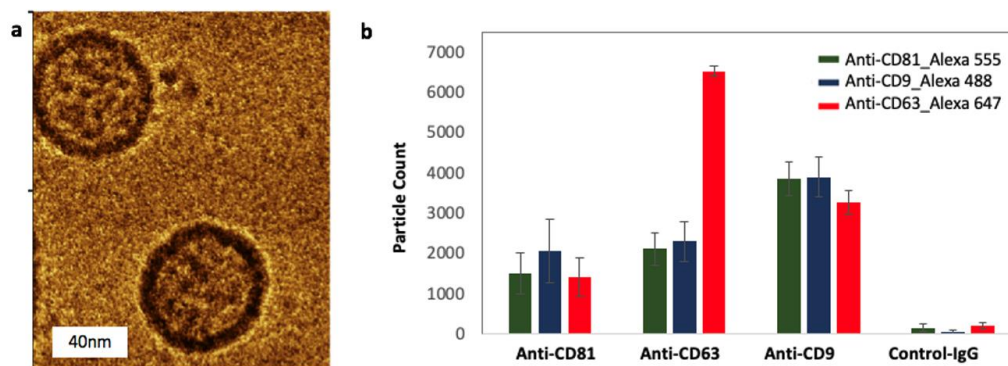 a
40nm
b
Particle Count
7000
6000
5000
4000
3000
2000
1000
0
Anti-CD81_Alexa 555
Anti-CD9_Alexa 488
Anti-CD63_Alexa 647
Anti-CD81
Anti-CD63
Anti-CD9
Control-IgG